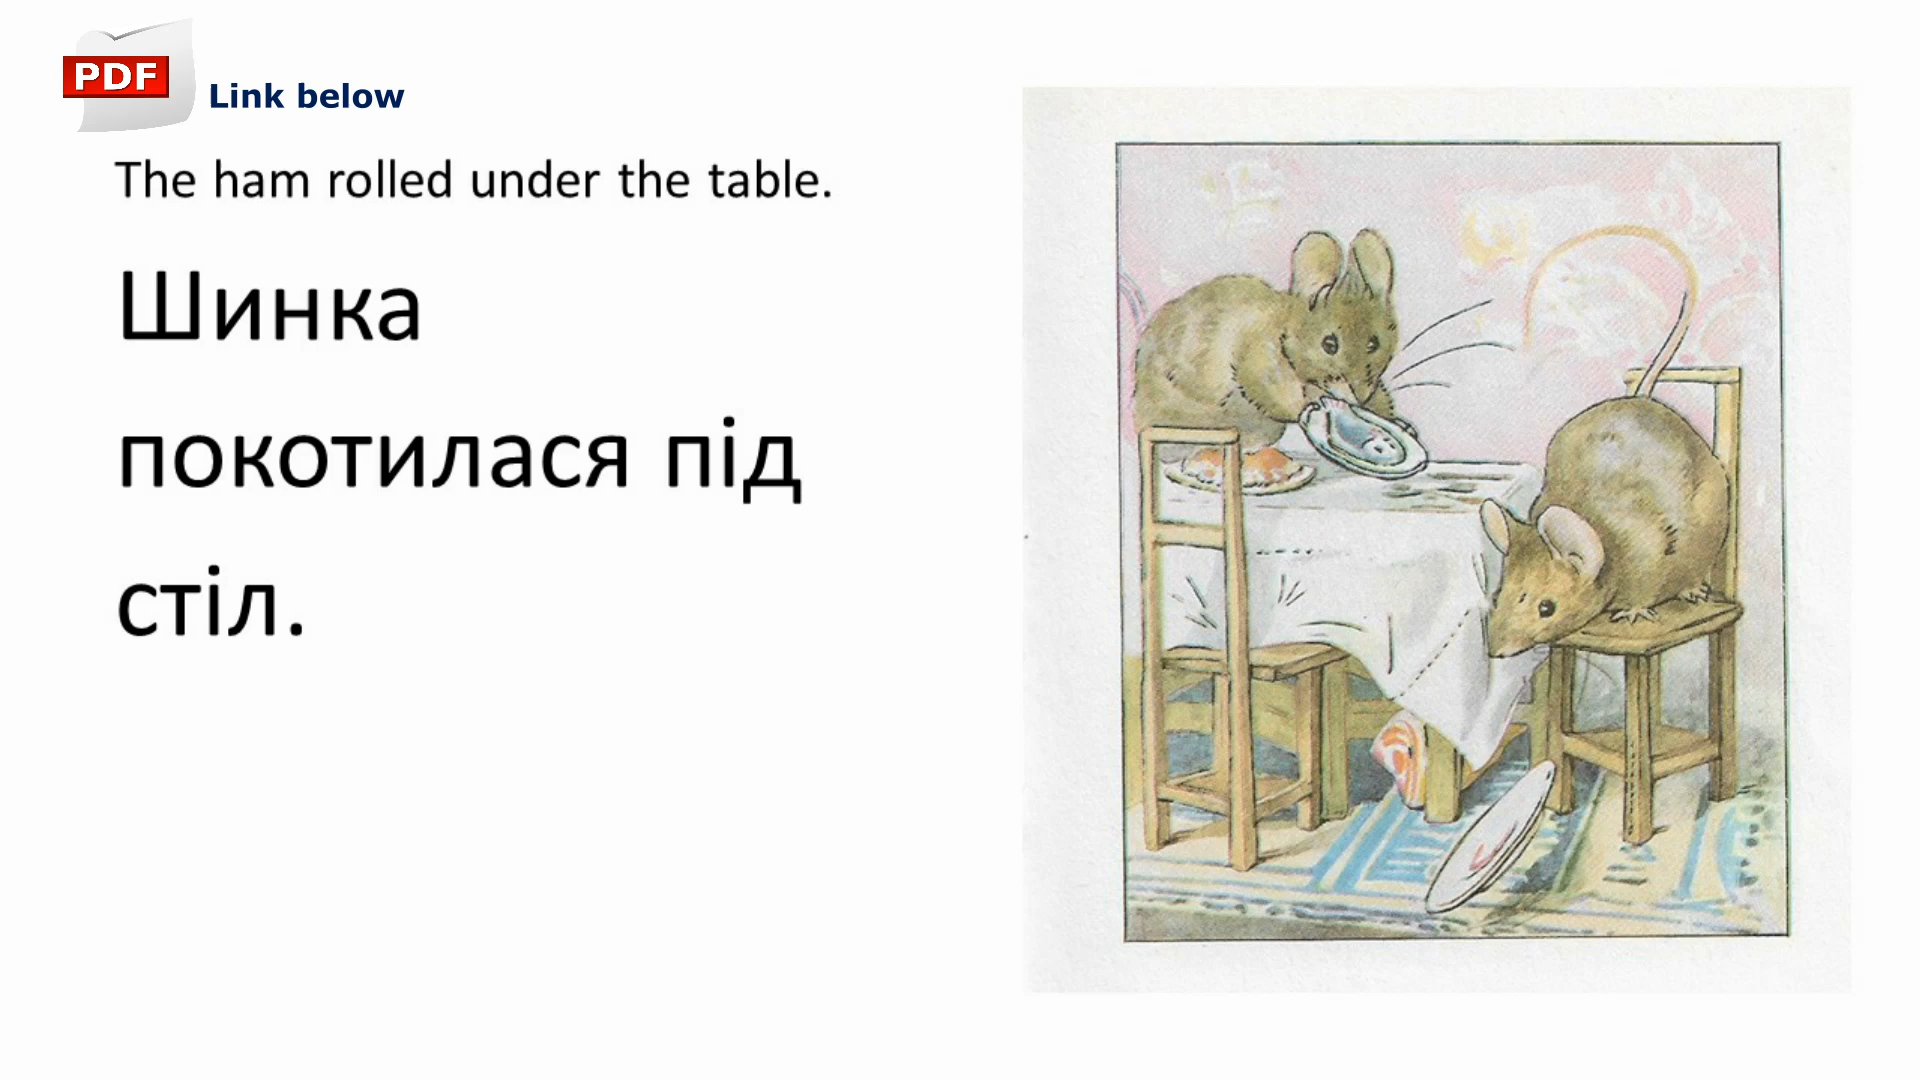 PDF
Link below
The ham rolled under the table.
Шинка
покотилася під
стіл.